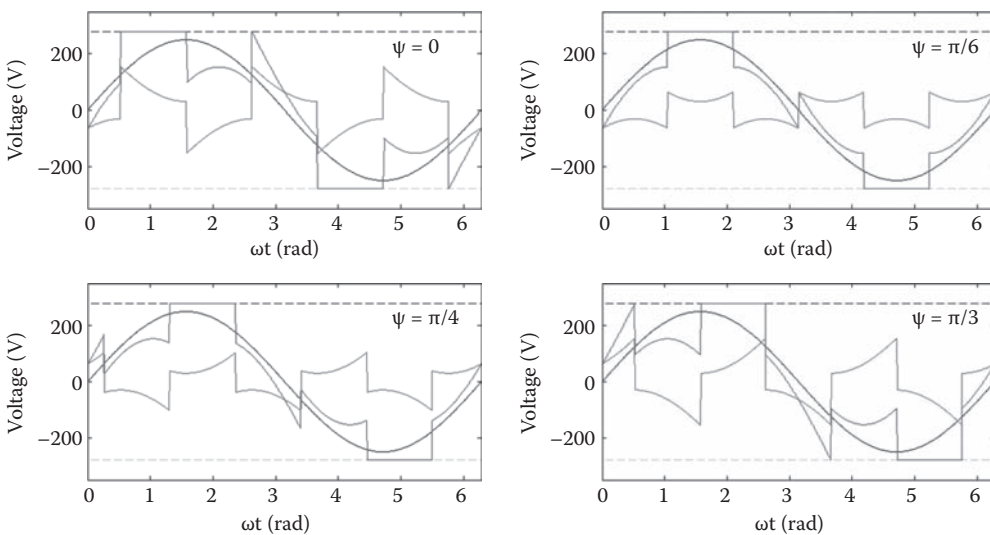 ψ = 0
Voltage (V)
200
0
−200
0 1 2 3 4 5 6
ωt (rad)
ψ = π/6
Voltage (V)
200
0
−200
0 1 2 3 4 5 6
ωt (rad)
ψ = π/4
Voltage (V)
200
0
−200
0 1 2 3 4 5 6
ωt (rad)
ψ = π/3
Voltage (V)
200
0
−200
0 1 2 3 4 5 6
ωt (rad)